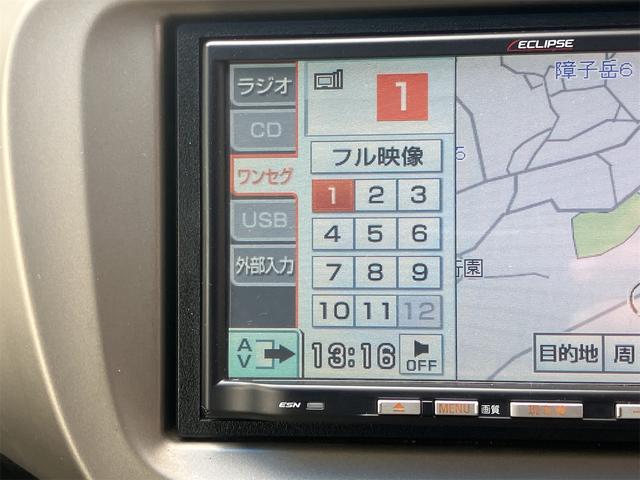 ECLIPSE
ラジオ
CD
ワンセグ
USB
外部入力
AV
1
フル映像
1 2 3
4 5 6
7 8 9
10 11 12
13:16
OFF
障子岳6
5
園
目的地
周
ESN
MENU
画質